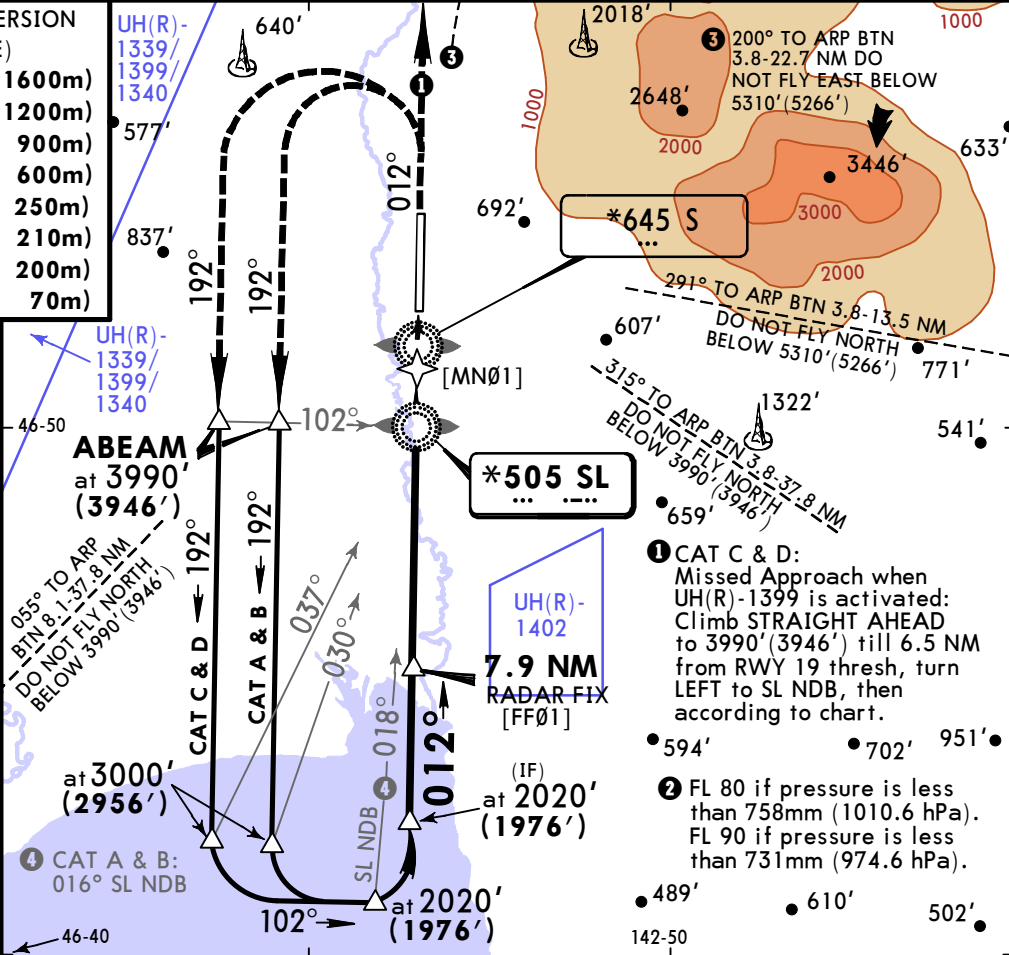 ERSION
E)
1600m)
1200m)
900m)
600m)
250m)
210m)
200m)
70m)
UH(R)-
1339/
1399/
1340
640'
2018'
1000
3
3 200° TO ARP BTN
3.8-22.7 NM DO
NOT FLY EAST BELOW
5310'(5266')
1
577'
1000
2648'
2000
3446'
633'
3000
2000
012°
692'
*645 S
837'
192°
192°
291° TO ARP BTN 3.8-13.5 NM
DO NOT FLY NORTH
BELOW 5310'(5266')
771'
607'
UH(R)-
1339/
1399/
1340
[MNØ1]
315° TO ARP BTN 3.8-37.8 NM
DO NOT FLY NORTH
BELOW 3990'(3946')
1322'
541'
46-50
102°
ABEAM
at 3990'
(3946')
*505 SL
659'
055° TO ARP
BTN 8.1-37.8 NM
DO NOT FLY NORTH
BELOW 3990'(3946')
CAT C & D 192°
CAT A & B 192°
037°
030°
UH(R)-
1402
1 CAT C & D:
Missed Approach when
UH(R)-1399 is activated:
Climb STRAIGHT AHEAD
to 3990'(3946') till 6.5 NM
from RWY 19 thresh, turn
LEFT to SL NDB, then
according to chart.
7.9 NM
RADAR FIX
[FFØ1]
SL NDB 4 018°
012°
594'
702'
951'
at 3000'
(2956')
(IF)
at 2020'
(1976')
2 FL 80 if pressure is less
than 758mm (1010.6 hPa).
FL 90 if pressure is less
than 731mm (974.6 hPa).
4 CAT A & B:
016° SL NDB
102°
at 2020'
(1976')
489'
610'
502'
46-40
142-50